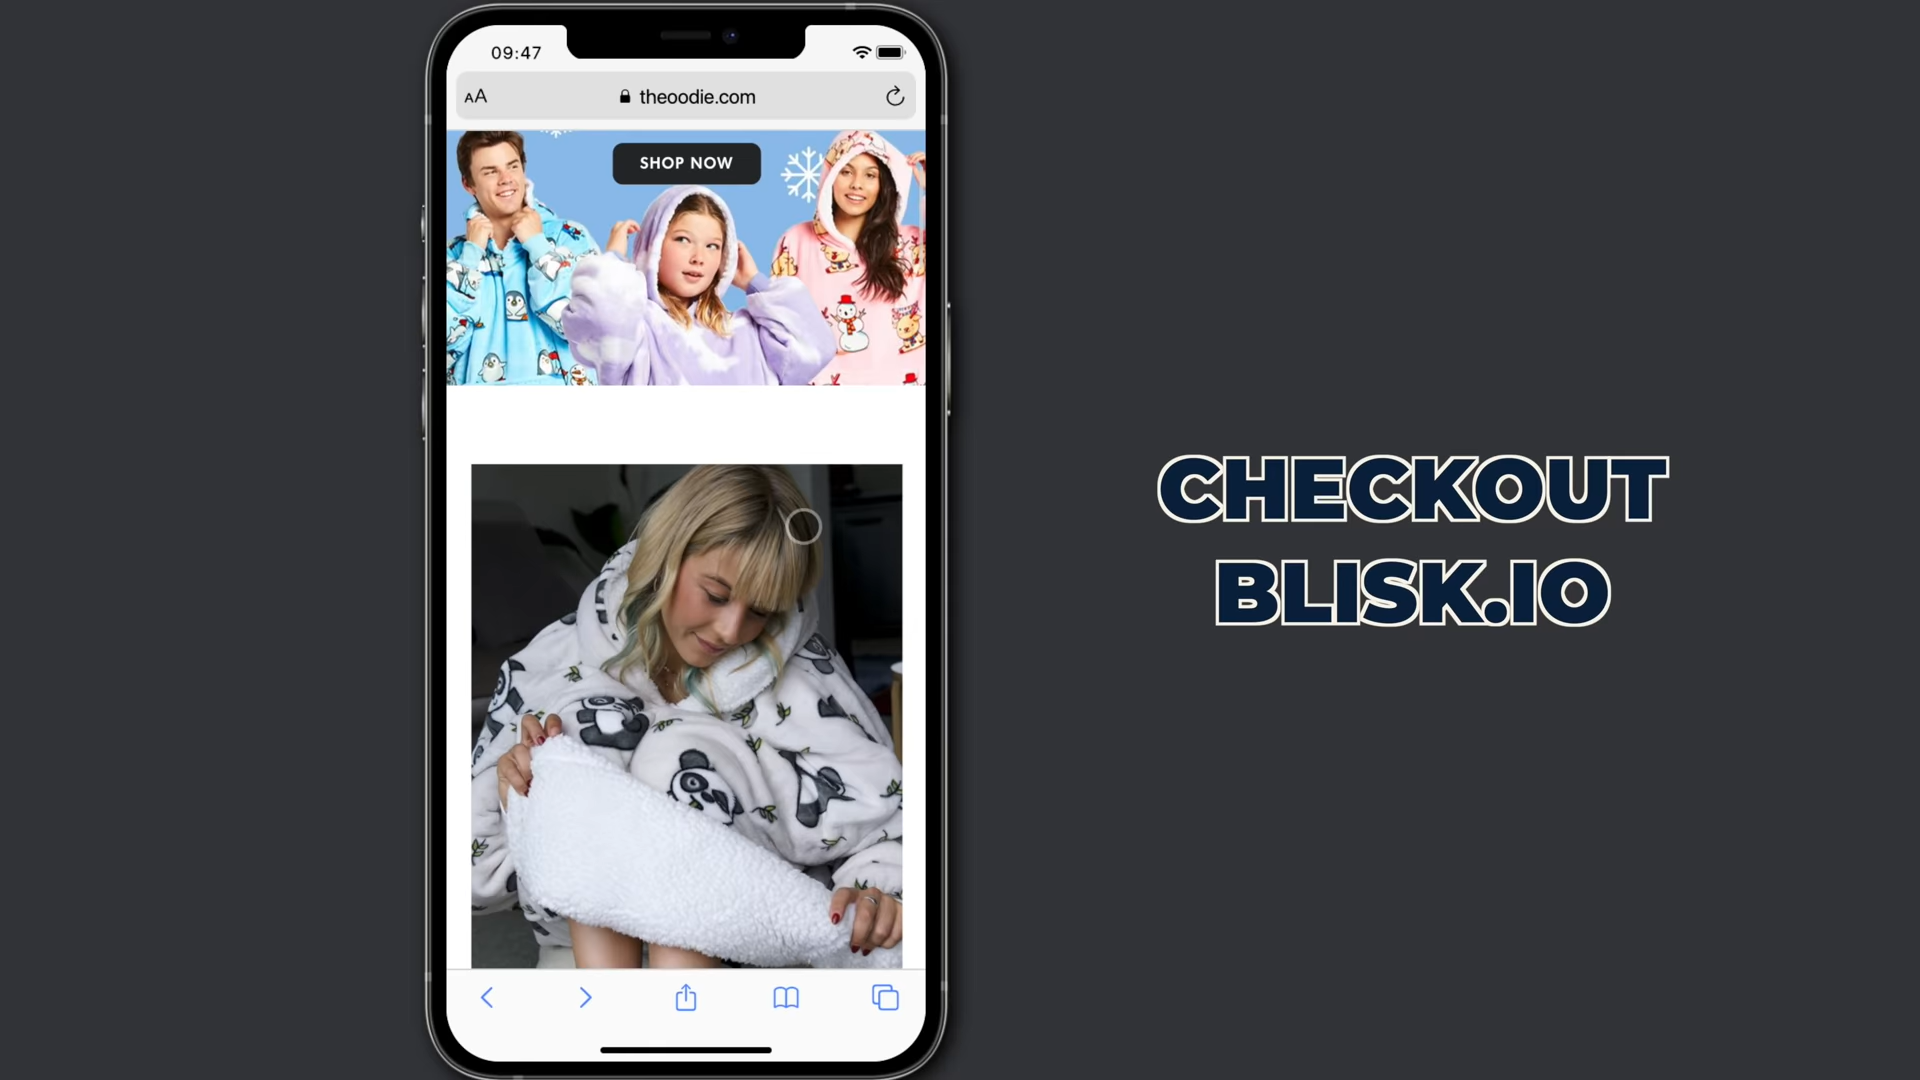 09:47
AA
theoodie.com
SHOP NOW
CHECKOUT
BLISK.IO